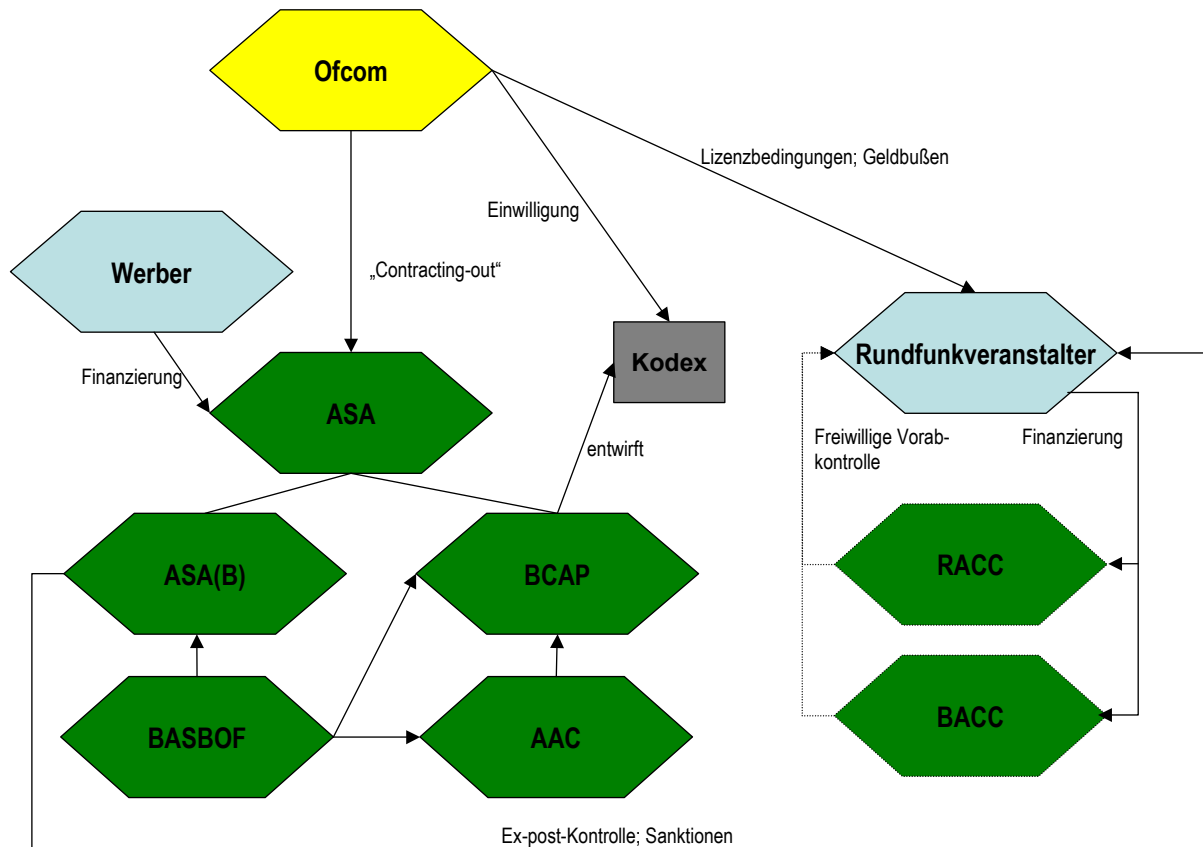 Ofcom
Lizenzbedingungen; Geldbußen
Einwilligung
Werber
„Contracting-out“
Finanzierung
ASA
Kodex
Rundfunkveranstalter
entwirft
Freiwillige Vorab-
kontrolle
Finanzierung
ASA(B)
BCAP
RACC
BASBOF
AAC
BACC
Ex-post-Kontrolle; Sanktionen